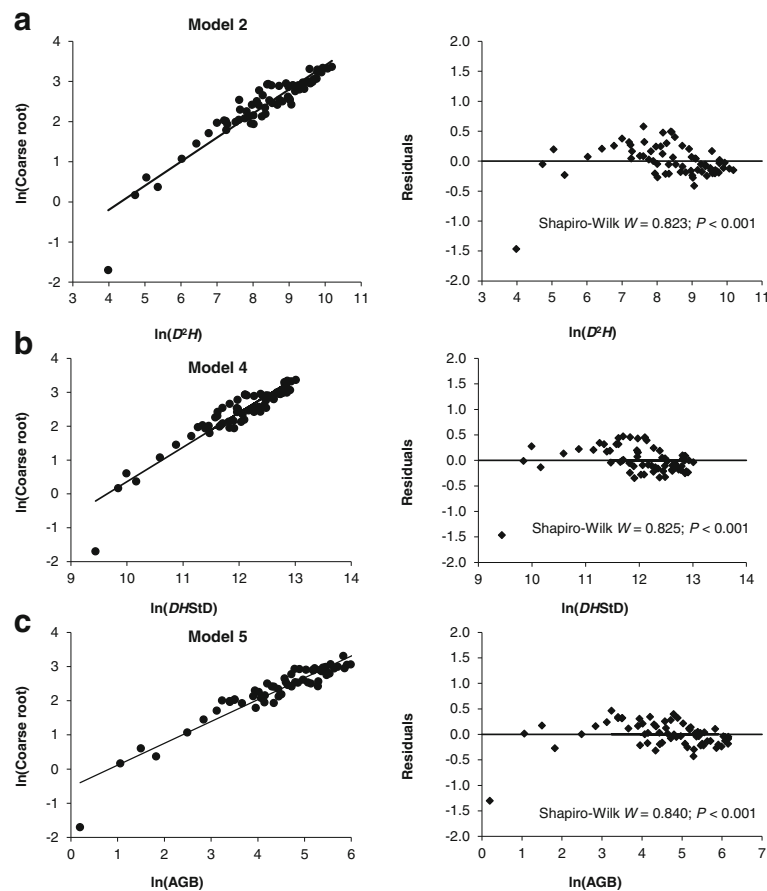 a
Model 2
ln(Coarse root)
4
3
2
1
0
-1
-2
3 4 5 6 7 8 9 10 11
ln(D²H)
Residuals
2.0
1.5
1.0
0.5
0.0
-0.5
-1.0
-1.5
-2.0
Shapiro-Wilk W = 0.823; P < 0.001
3 4 5 6 7 8 9 10 11
ln(D²H)
b
Model 4
ln(Coarse root)
4
3
2
1
0
-1
-2
9 10 11 12 13 14
ln(DHStD)
Residuals
2.0
1.5
1.0
0.5
0.0
-0.5
-1.0
-1.5
-2.0
Shapiro-Wilk W = 0.825; P < 0.001
9 10 11 12 13 14
ln(DHStD)
c
Model 5
ln(Coarse root)
4
3
2
1
0
-1
-2
0 1 2 3 4 5 6
ln(AGB)
Residuals
2.0
1.5
1.0
0.5
0.0
-0.5
-1.0
-1.5
-2.0
Shapiro-Wilk W = 0.840; P < 0.001
0 1 2 3 4 5 6 7
ln(AGB)